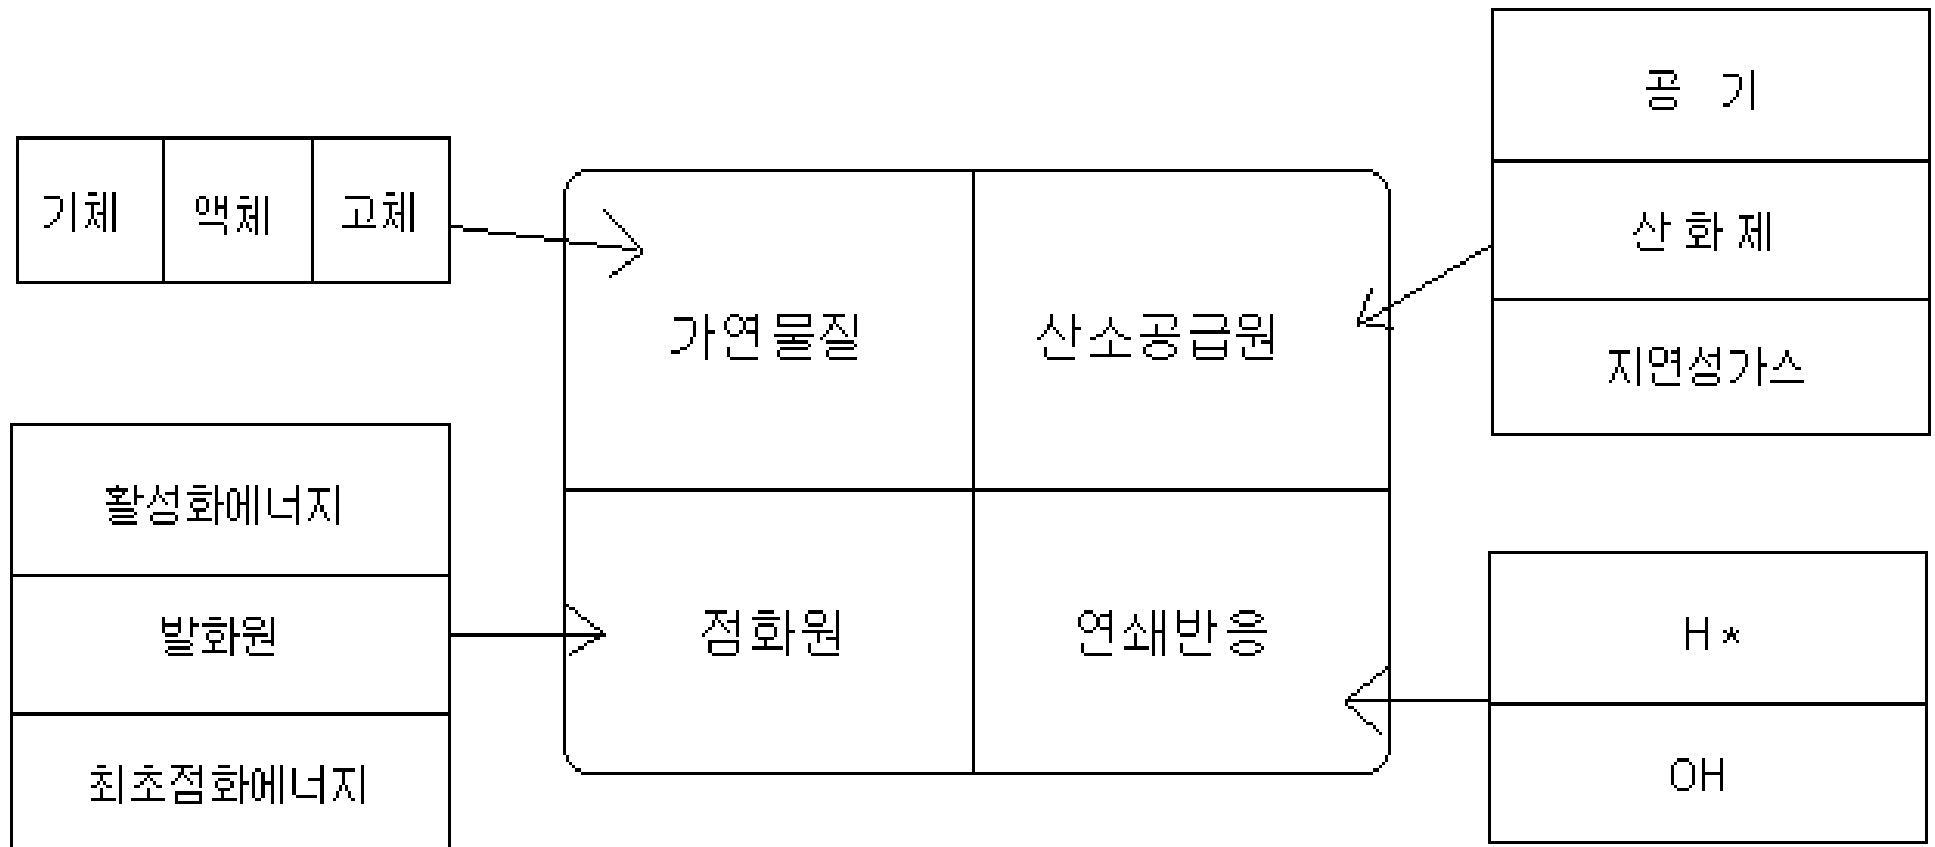 공 기
산 화 제
지연성가스
기체 액체 고체
가연물질 산소공급원
점화원 연쇄반응
활성화에너지
발화원
최초점화에너지
H *
OH